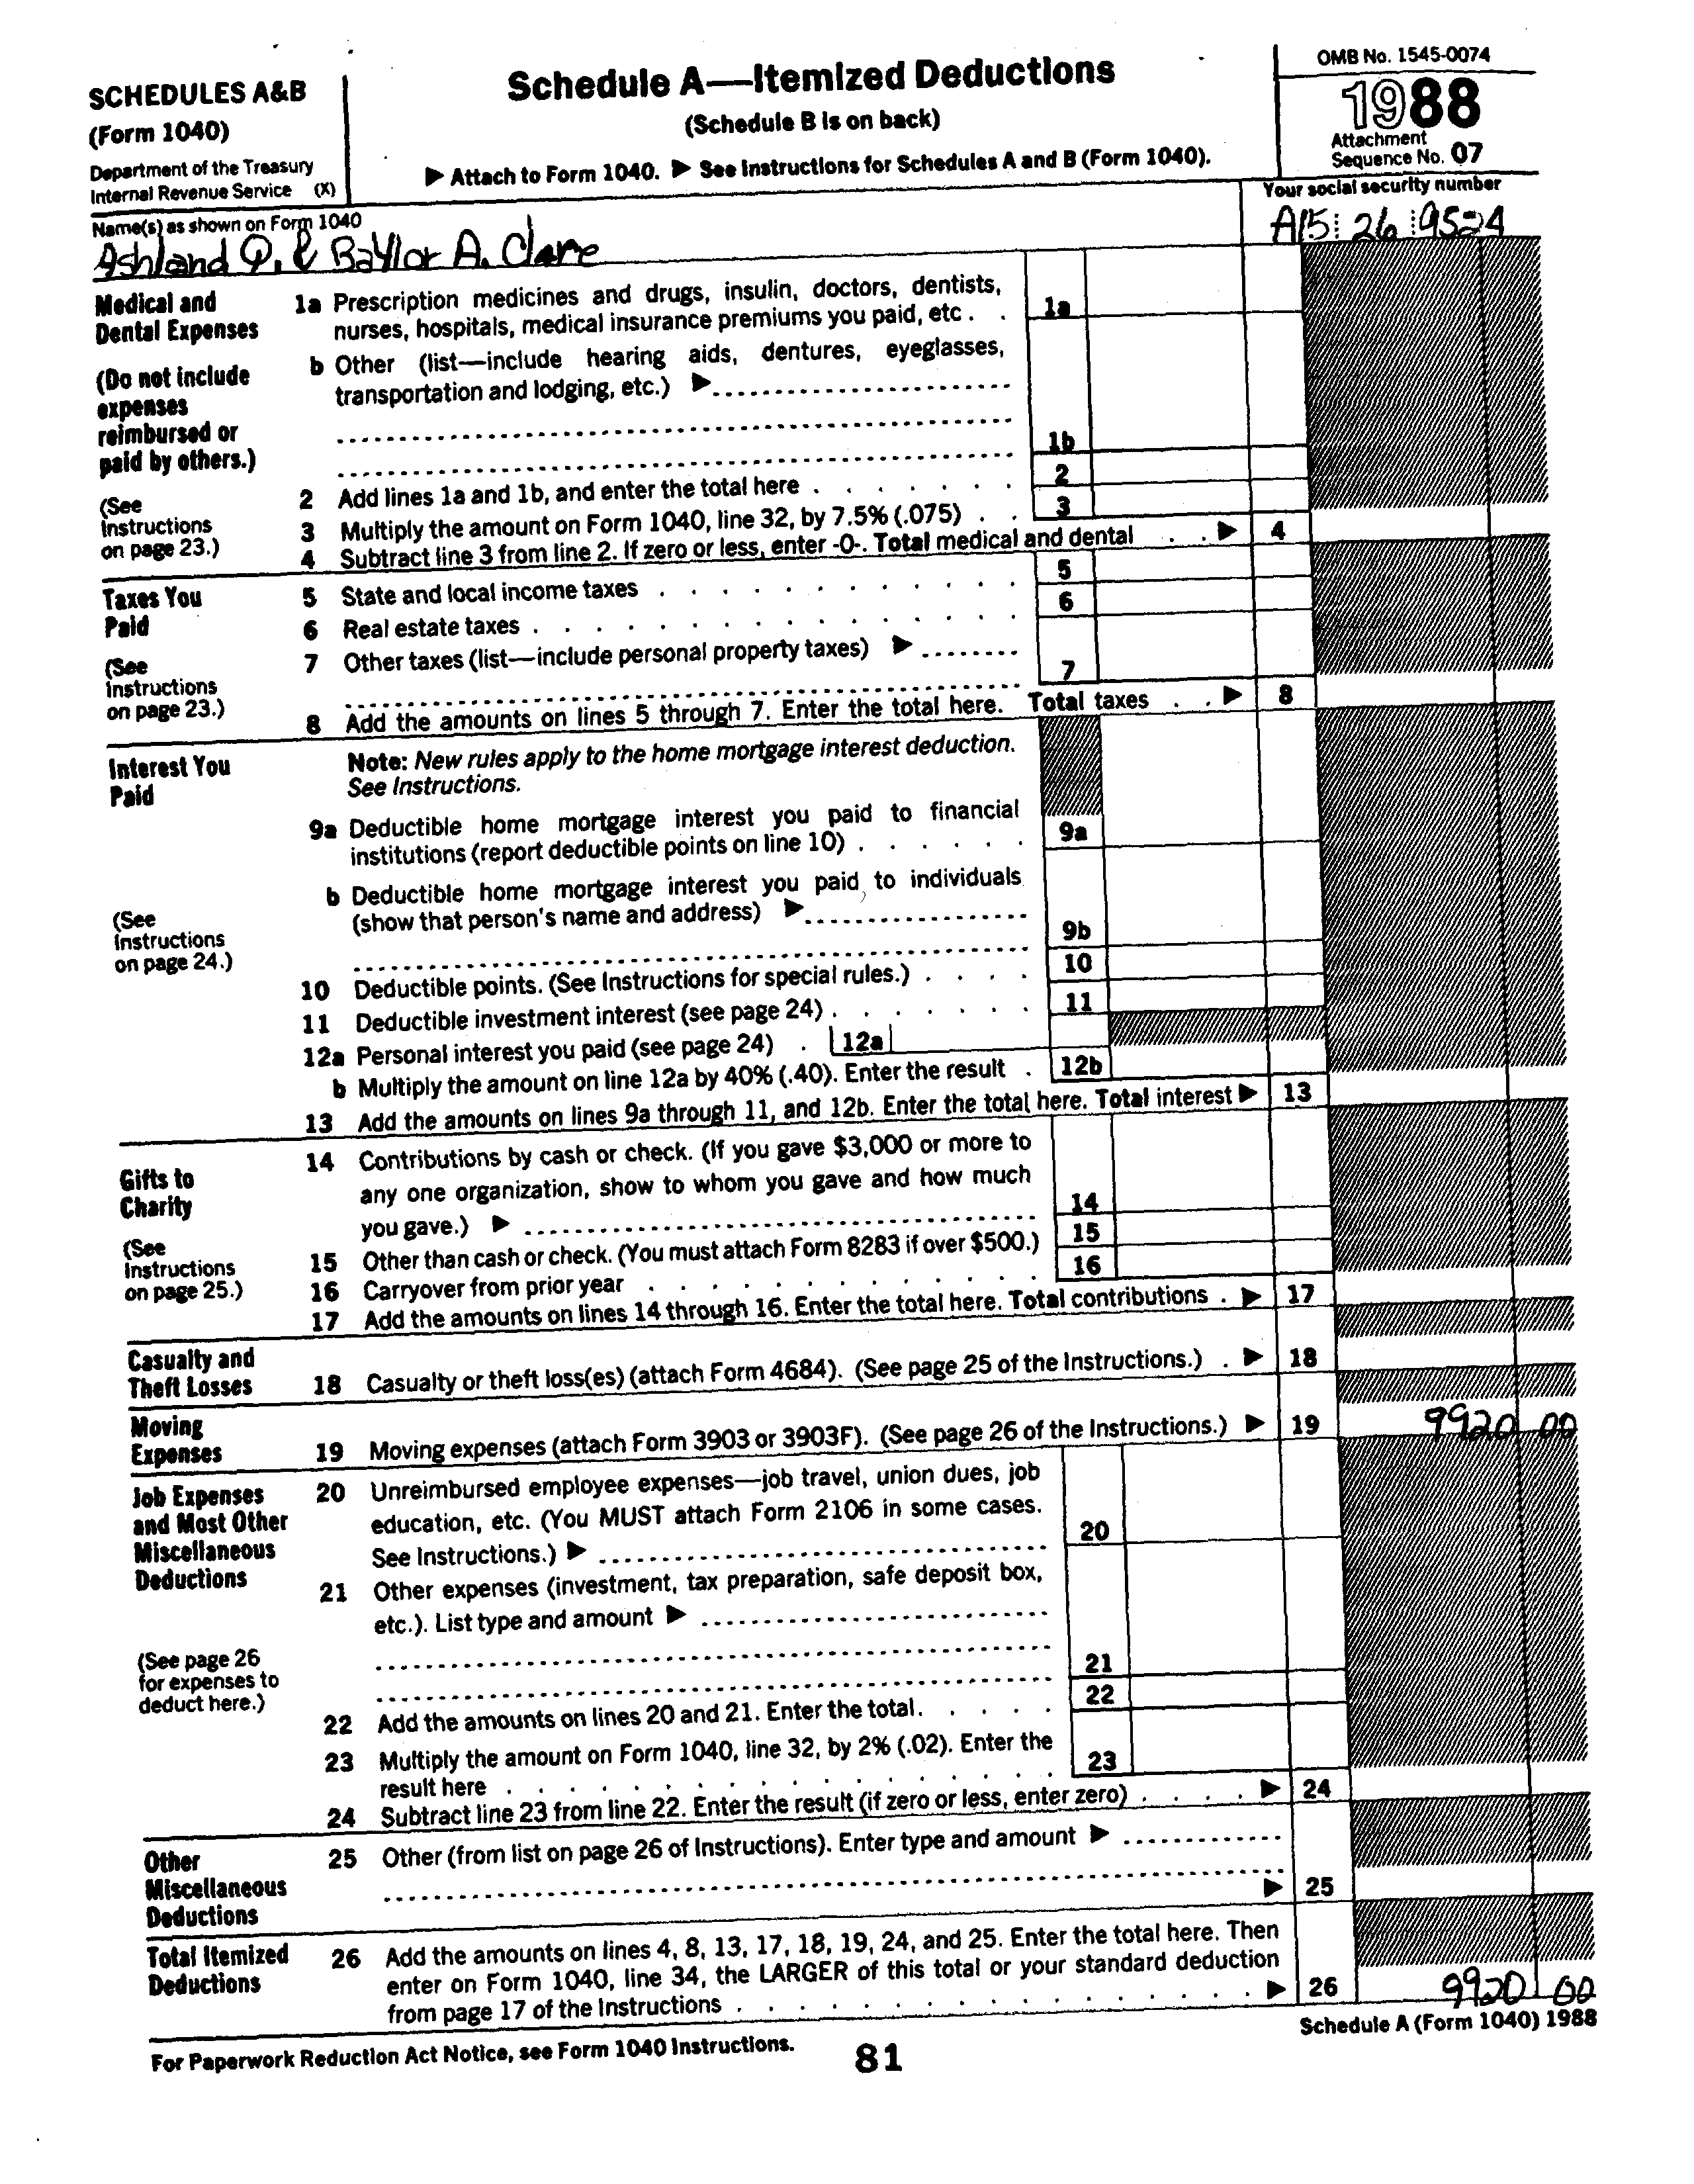 SCHEDULES A&B
(Form 1040)
Department of the Treasury
Internal Revenue Service (X)
Schedule A—Itemized Deductions
(Schedule B is on back)
▶ Attach to Form 1040. ▶ See Instructions for Schedules A and B (Form 1040).
OMB No. 1545-0074
1988
Attachment
Sequence No. 07
Name(s) as shown on Form 1040
Ashland Q. & Baylor A. Clare
Your social security number
A15 26 9524
Medical and
Dental Expenses
(Do not include
expenses
reimbursed or
paid by others.)
(See
Instructions
on page 23.)
1a Prescription medicines and drugs, insulin, doctors, dentists,
nurses, hospitals, medical insurance premiums you paid, etc . . 1a
b Other (list—include hearing aids, dentures, eyeglasses,
transportation and lodging, etc.) ▶
1b
2 Add lines 1a and 1b, and enter the total here . . . . . . . 2
3 Multiply the amount on Form 1040, line 32, by 7.5% (.075) . . 3
4 Subtract line 3 from line 2. If zero or less, enter -0-. Total medical and dental . . ▶ 4
Taxes You
Paid
(See
Instructions
on page 23.)
5 State and local income taxes . . . . . . . . . . . 5
6 Real estate taxes . . . . . . . . . . . . . . . 6
7 Other taxes (list—include personal property taxes) ▶
7
8 Add the amounts on lines 5 through 7. Enter the total here. Total taxes . . ▶ 8
Interest You
Paid
(See
Instructions
on page 24.)
Note: New rules apply to the home mortgage interest deduction.
See Instructions.
9a Deductible home mortgage interest you paid to financial
institutions (report deductible points on line 10) . . . . . . 9a
b Deductible home mortgage interest you paid to individuals
(show that person's name and address) ▶
9b
10 Deductible points. (See Instructions for special rules.) . . . . 10
11 Deductible investment interest (see page 24) . . . . . . . 11
12a Personal interest you paid (see page 24) . 12a
b Multiply the amount on line 12a by 40% (.40). Enter the result . 12b
13 Add the amounts on lines 9a through 11, and 12b. Enter the total here. Total interest ▶ 13
Gifts to
Charity
(See
Instructions
on page 25.)
14 Contributions by cash or check. (If you gave $3,000 or more to
any one organization, show to whom you gave and how much
you gave.) ▶ 14
15 Other than cash or check. (You must attach Form 8283 if over $500.) 15
16 Carryover from prior year . . . . . . . . . . . . 16
17 Add the amounts on lines 14 through 16. Enter the total here. Total contributions . ▶ 17
Casualty and
Theft Losses
18 Casualty or theft loss(es) (attach Form 4684). (See page 25 of the Instructions.) . ▶ 18
Moving
Expenses
19 Moving expenses (attach Form 3903 or 3903F). (See page 26 of the Instructions.) ▶ 19 9920 00
Job Expenses
and Most Other
Miscellaneous
Deductions
(See page 26
for expenses to
deduct here.)
20 Unreimbursed employee expenses—job travel, union dues, job
education, etc. (You MUST attach Form 2106 in some cases.
See Instructions.) ▶ 20
21 Other expenses (investment, tax preparation, safe deposit box,
etc.). List type and amount ▶
21
22 Add the amounts on lines 20 and 21. Enter the total. . . . . 22
23 Multiply the amount on Form 1040, line 32, by 2% (.02). Enter the
result here . . . . . . . . . . . . . . . . 23
24 Subtract line 23 from line 22. Enter the result (if zero or less, enter zero) . . . . ▶ 24
Other
Miscellaneous
Deductions
25 Other (from list on page 26 of Instructions). Enter type and amount ▶
▶ 25
Total Itemized
Deductions
26 Add the amounts on lines 4, 8, 13, 17, 18, 19, 24, and 25. Enter the total here. Then
enter on Form 1040, line 34, the LARGER of this total or your standard deduction
from page 17 of the Instructions . . . . . . . . . . . . . . ▶ 26 9920 00
For Paperwork Reduction Act Notice, see Form 1040 Instructions.
Schedule A (Form 1040) 1988
81